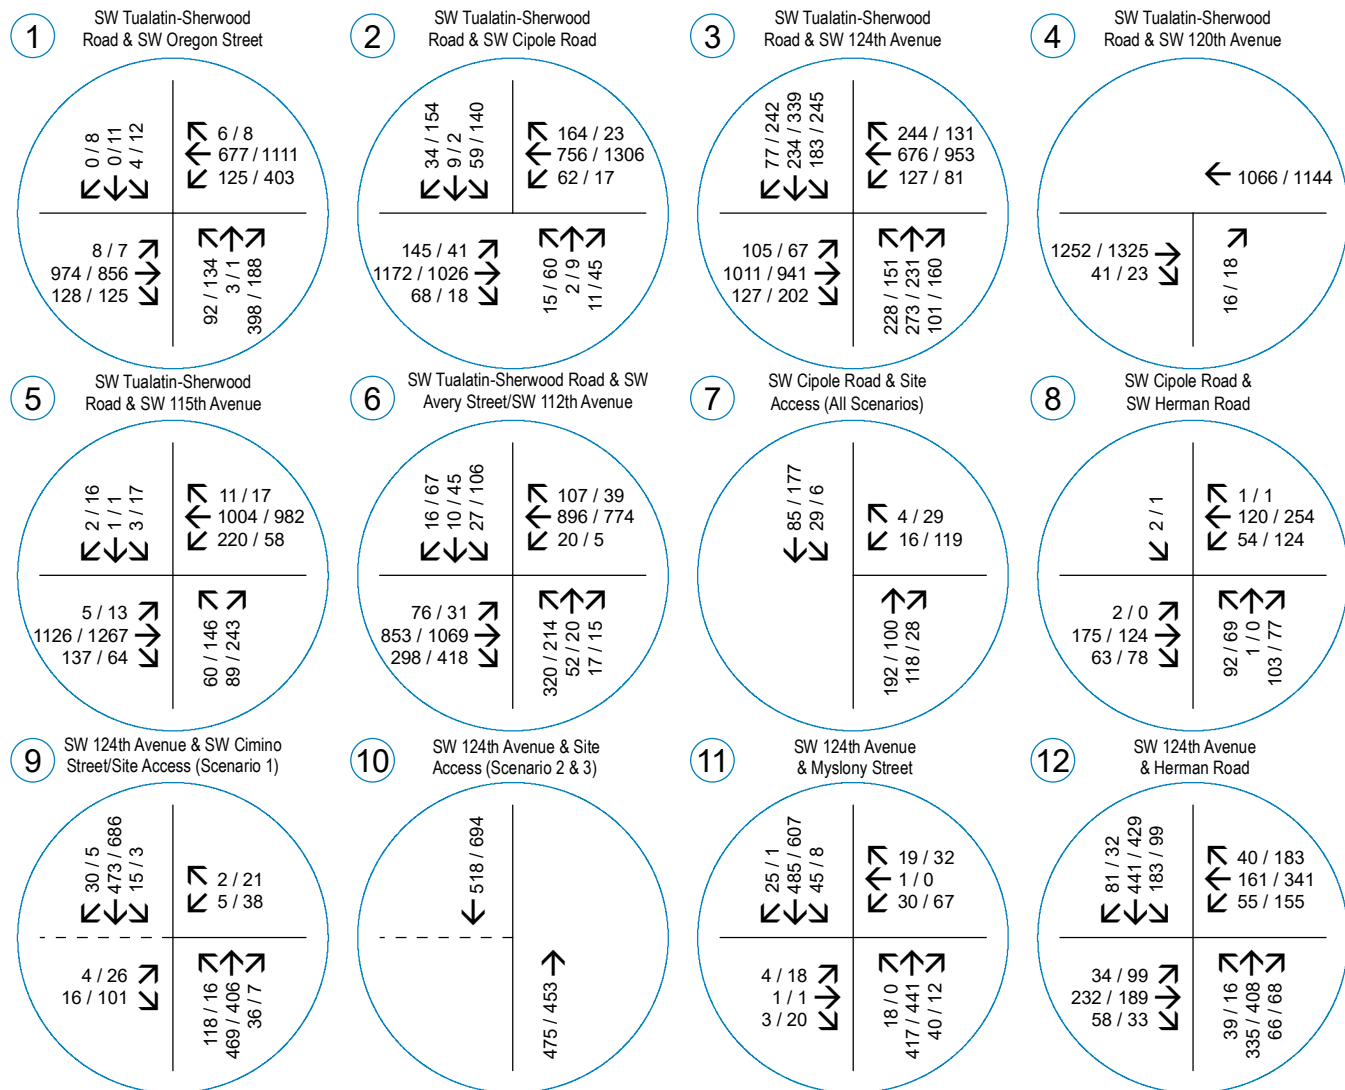 1
SW Tualatin-Sherwood
Road & SW Oregon Street
0 / 8
0 / 11
4 / 12
6 / 8
677 / 1111
125 / 403
8 / 7
974 / 856
128 / 125
92 / 134
3 / 1
398 / 188
2
SW Tualatin-Sherwood
Road & SW Cipole Road
34 / 154
9 / 2
59 / 140
164 / 23
756 / 1306
62 / 17
145 / 41
1172 / 1026
68 / 18
15 / 60
2 / 9
11 / 45
3
SW Tualatin-Sherwood
Road & SW 124th Avenue
77 / 242
234 / 339
183 / 245
244 / 131
676 / 953
127 / 81
105 / 67
1011 / 941
127 / 202
228 / 151
273 / 231
101 / 160
4
SW Tualatin-Sherwood
Road & SW 120th Avenue
1066 / 1144
1252 / 1325
41 / 23
16 / 18
5
SW Tualatin-Sherwood
Road & SW 115th Avenue
2 / 16
1 / 1
3 / 17
11 / 17
1004 / 982
220 / 58
5 / 13
1126 / 1267
137 / 64
60 / 146
89 / 243
6
SW Tualatin-Sherwood Road & SW
Avery Street/SW 112th Avenue
16 / 67
10 / 45
27 / 106
107 / 39
896 / 774
20 / 5
76 / 31
853 / 1069
298 / 418
320 / 214
52 / 20
17 / 15
7
SW Cipole Road & Site
Access (All Scenarios)
85 / 177
29 / 6
4 / 29
16 / 119
192 / 100
118 / 28
8
SW Cipole Road &
SW Herman Road
2 / 1
1 / 1
120 / 254
54 / 124
2 / 0
175 / 124
63 / 78
92 / 69
1 / 0
103 / 77
9
SW 124th Avenue & SW Cimino
Street/Site Access (Scenario 1)
30 / 5
473 / 686
15 / 3
2 / 21
5 / 38
4 / 26
16 / 101
118 / 16
469 / 406
36 / 7
10
SW 124th Avenue & Site
Access (Scenario 2 & 3)
518 / 694
475 / 453
11
SW 124th Avenue
& Myslony Street
25 / 1
485 / 607
45 / 8
19 / 32
1 / 0
30 / 67
4 / 18
1 / 1
3 / 20
18 / 0
417 / 441
40 / 12
12
SW 124th Avenue
& Herman Road
81 / 32
441 / 429
183 / 99
40 / 183
161 / 341
55 / 155
34 / 99
232 / 189
58 / 33
39 / 16
335 / 408
66 / 68